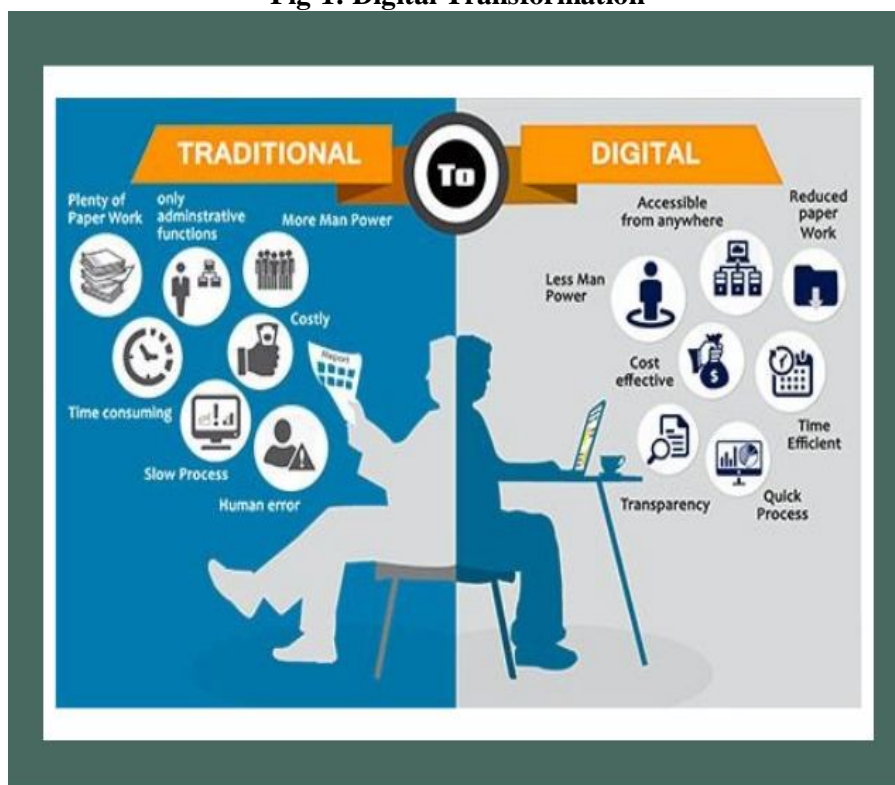 Fig 1: Digital Transformation
TRADITIONAL
To
DIGITAL
Plenty of
Paper Work
only
adminstrative
functions
More Man Power
Costly
Time consuming
Slow Process
Human error
Report
Accessible
from anywhere
Reduced
paper
Work
Less Man
Power
Cost
effective
Time
Efficient
Transparency
Quick
Process